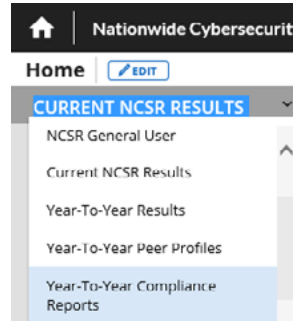 Nationwide Cybersecurit
Home EDIT
CURRENT NCSR RESULTS
NCSR General User
Current NCSR Results
Year-To-Year Results
Year-To-Year Peer Profiles
Year-To-Year Compliance
Reports